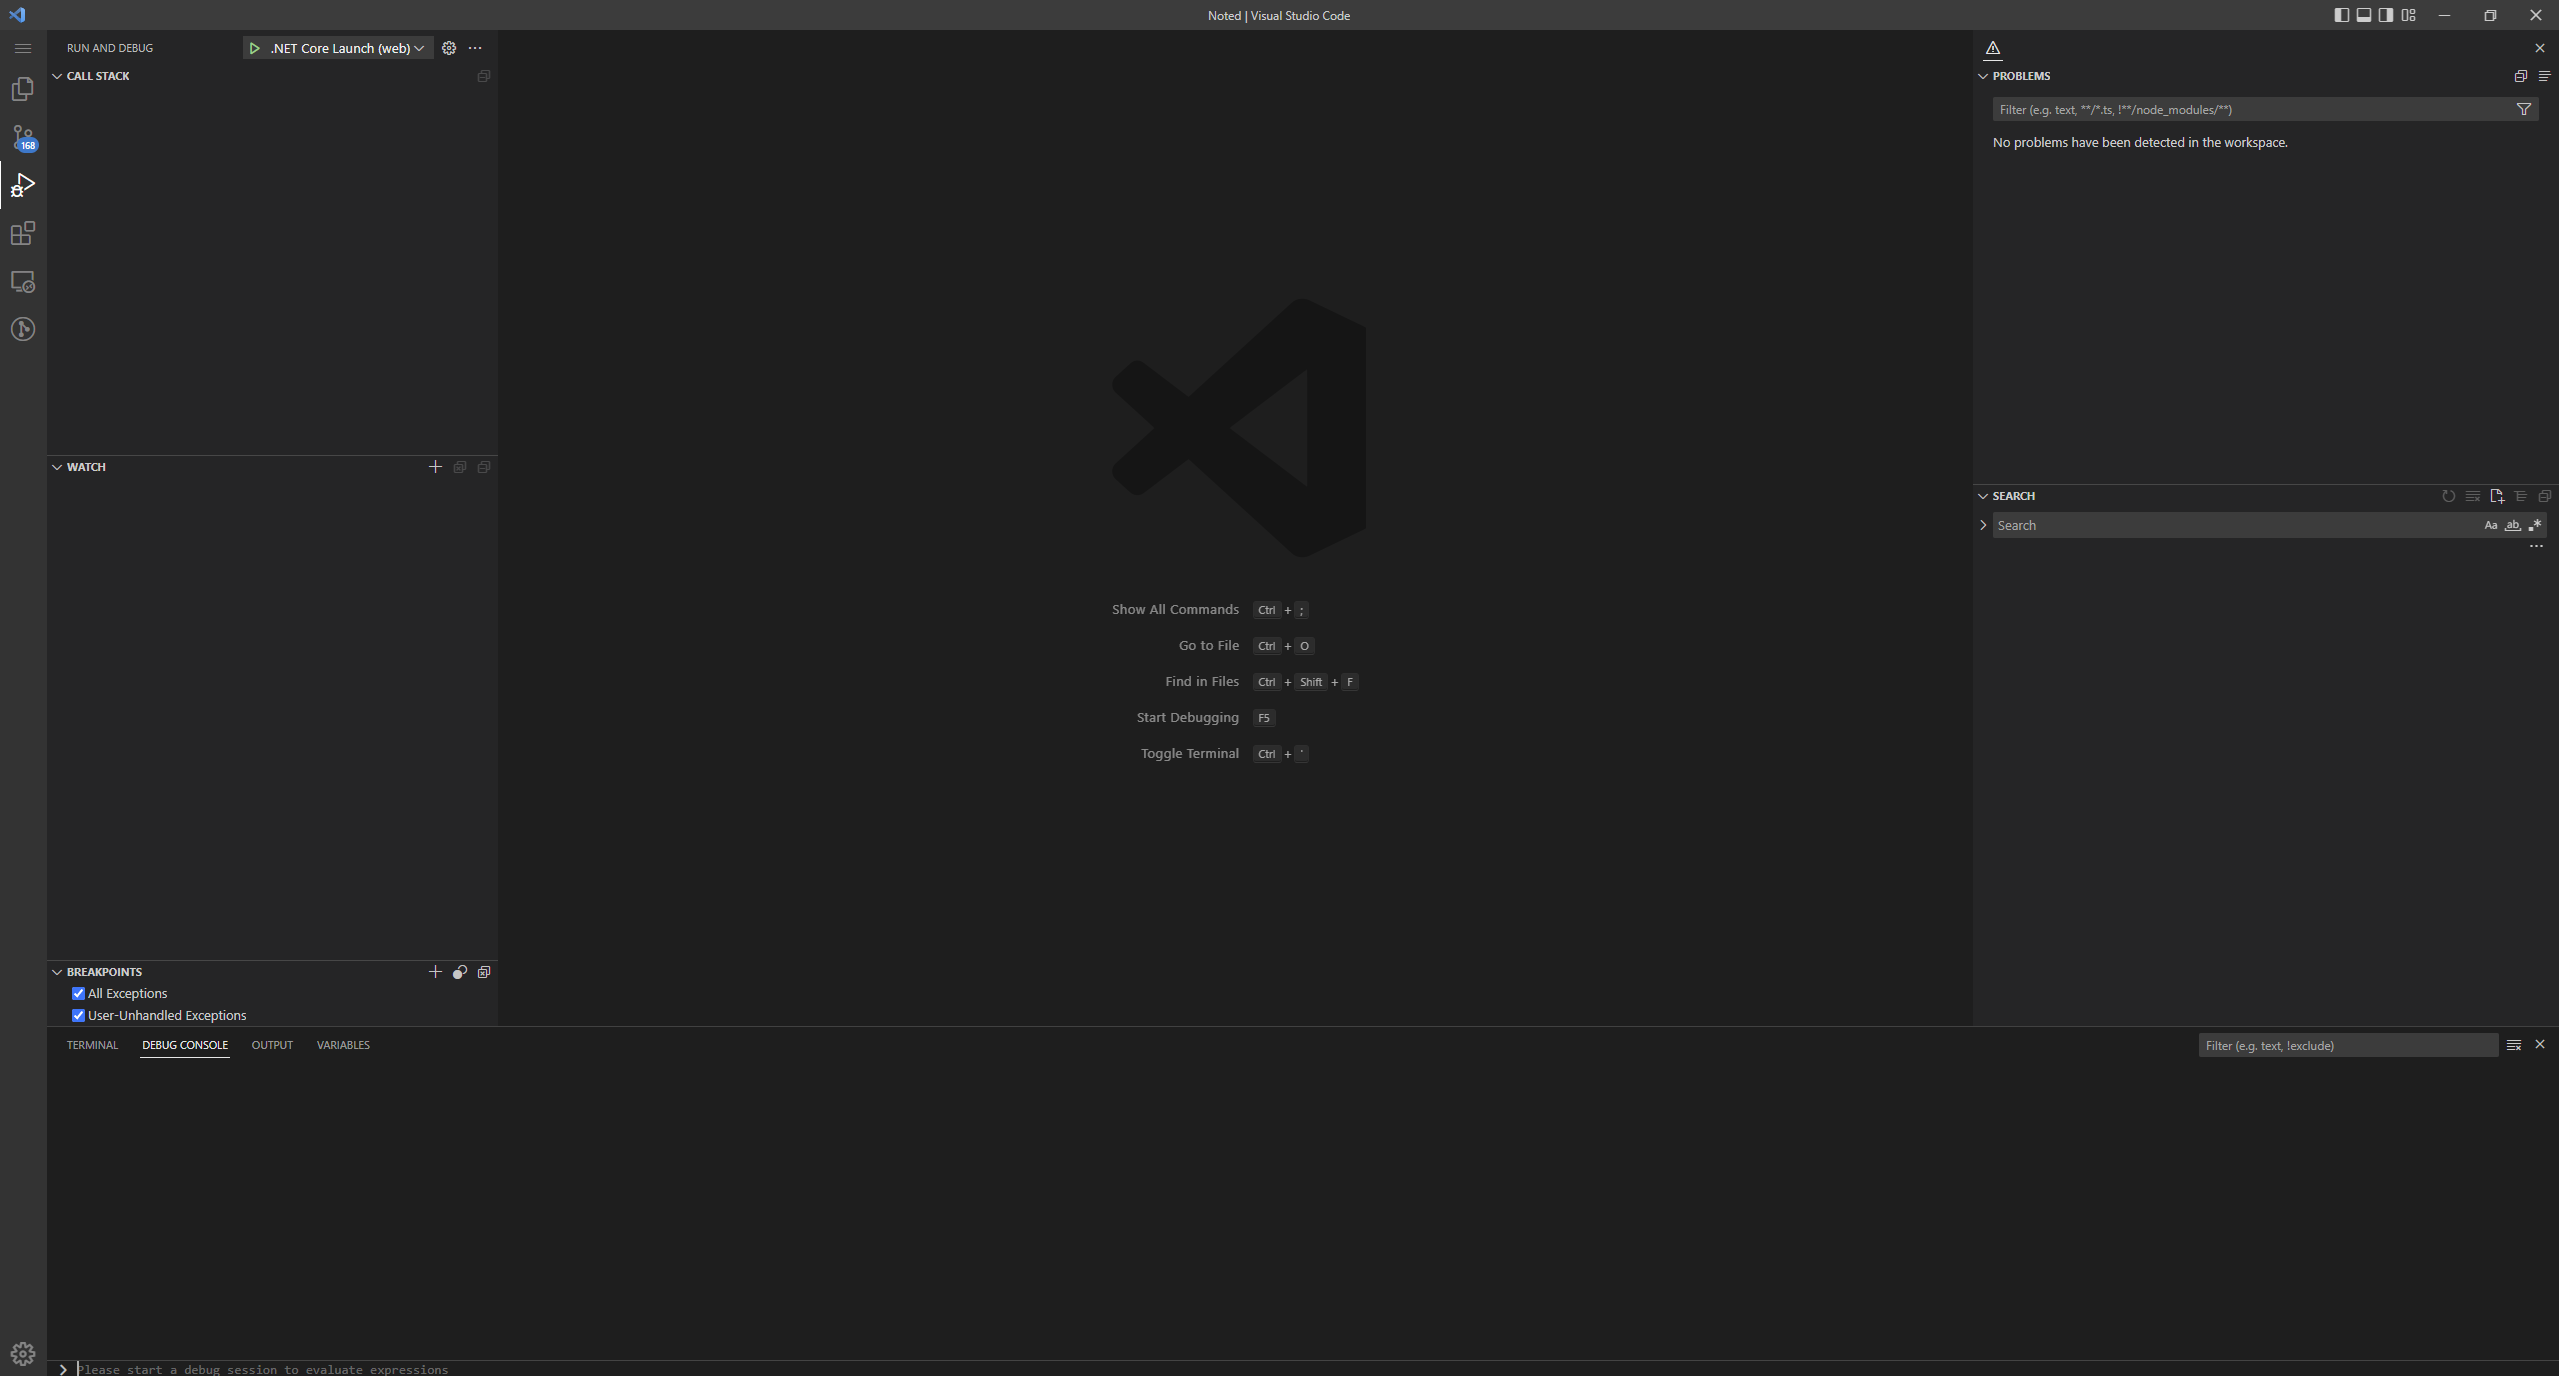 Noted | Visual Studio Code
RUN AND DEBUG
.NET Core Launch (web)
CALL STACK
168
WATCH
BREAKPOINTS
All Exceptions
User-Unhandled Exceptions
Show All Commands Ctrl + ;
Go to File Ctrl + O
Find in Files Ctrl + Shift + F
Start Debugging F5
Toggle Terminal Ctrl + `
PROBLEMS
Filter (e.g. text, **/*.ts, !**/node_modules/**)
No problems have been detected in the workspace.
SEARCH
Search Aa ab .*
TERMINAL DEBUG CONSOLE OUTPUT VARIABLES
Filter (e.g. text, !exclude)
Please start a debug session to evaluate expressions